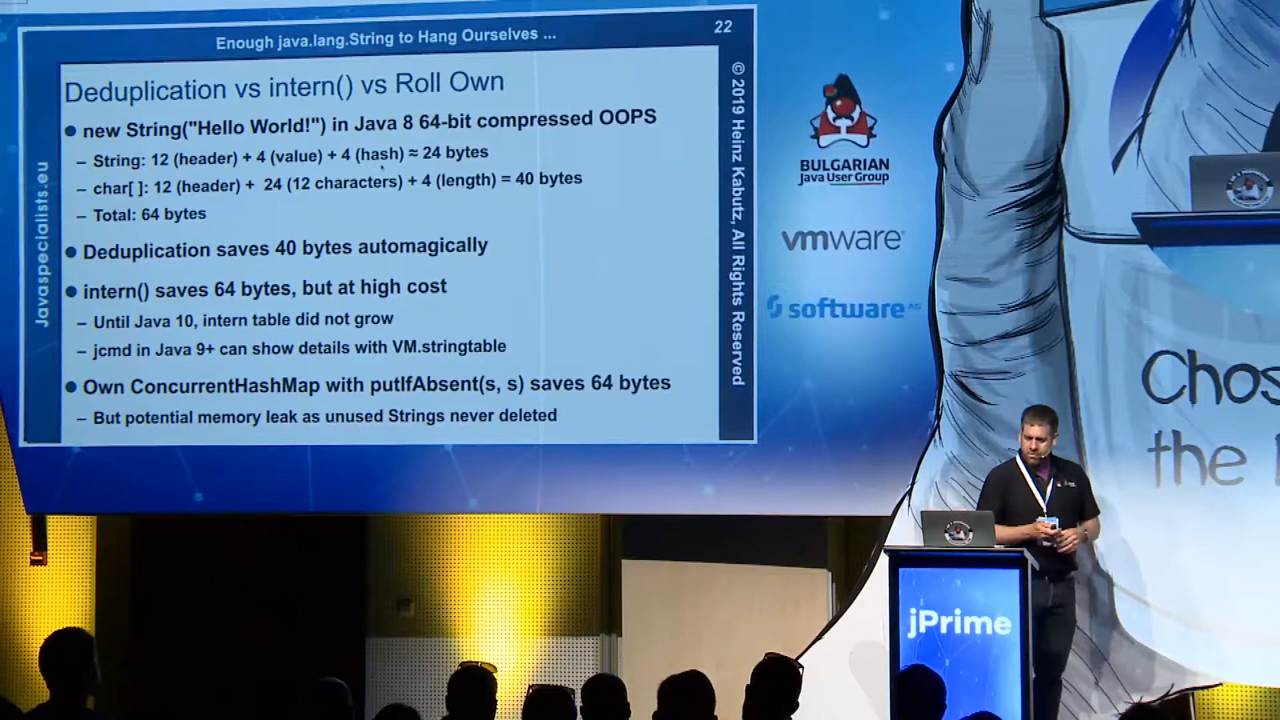 Enough java.lang.String to Hang Ourselves ...
22
Deduplication vs intern() vs Roll Own
● new String("Hello World!") in Java 8 64-bit compressed OOPS
– String: 12 (header) + 4 (value) + 4 (hash) ≈ 24 bytes
– char[ ]: 12 (header) + 24 (12 characters) + 4 (length) = 40 bytes
– Total: 64 bytes
● Deduplication saves 40 bytes automagically
● intern() saves 64 bytes, but at high cost
– Until Java 10, intern table did not grow
– jcmd in Java 9+ can show details with VM.stringtable
● Own ConcurrentHashMap with putIfAbsent(s, s) saves 64 bytes
– But potential memory leak as unused Strings never deleted
Javaspecialists.eu
© 2019 Heinz Kabutz, All Rights Reserved
BULGARIAN
Java User Group
vmware®
software AG
Chos
the
jPrime